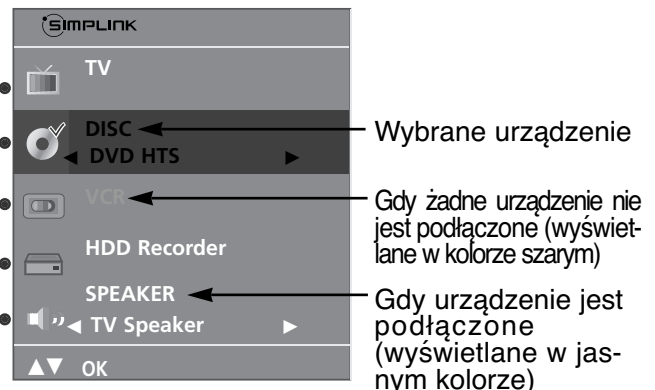 SIMPLINK
TV
DISC
◀ DVD HTS ▶
VCR
HDD Recorder
SPEAKER
◀ TV Speaker ▶
▲▼ OK
Wybrane urządzenie
Gdy żadne urządzenie nie
jest podłączone (wyświet-
lane w kolorze szarym)
Gdy urządzenie jest
podłączone
(wyświetlane w jas-
nym kolorze)